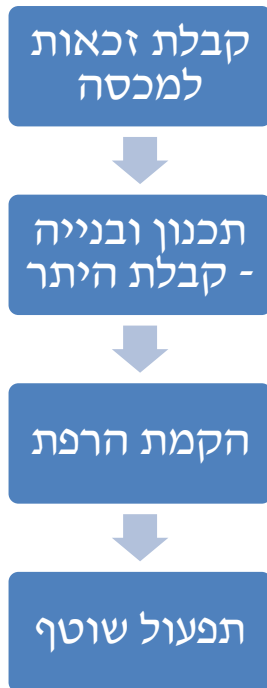 קבלת זכאות
למכסה
תכנון ובנייה
- קבלת היתר
הקמת הרפת
תפעול שוטף